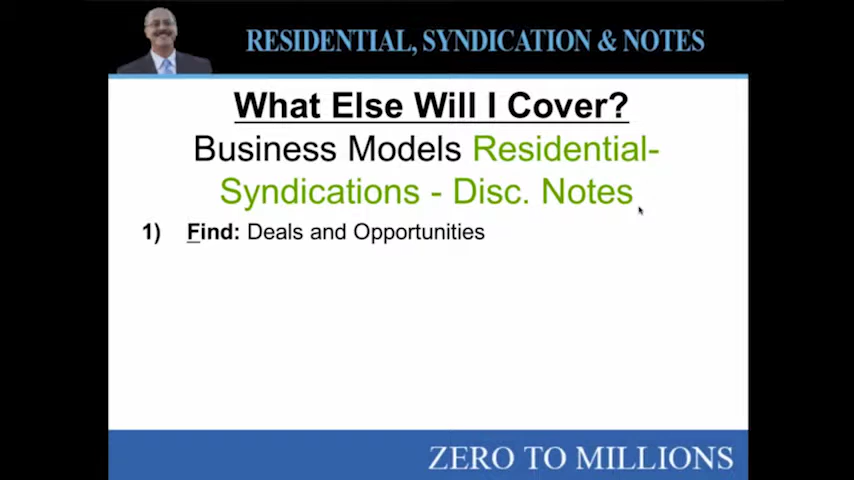 RESIDENTIAL, SYNDICATION & NOTES
What Else Will I Cover?
Business Models Residential-
Syndications - Disc. Notes
1) Find: Deals and Opportunities
ZERO TO MILLIONS